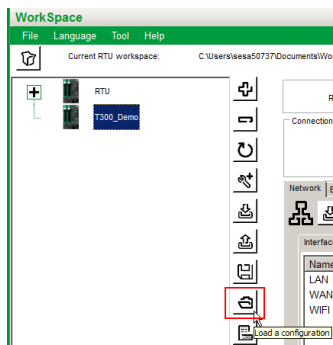 WorkSpace
File Language Tool Help
Current RTU workspace: C:\Users\sesa50737\Documents\Wor
RTU
T300_Demo
R
Connection
Network E
Interfac
Name
LAN
WAN
WIFI
Load a configuration